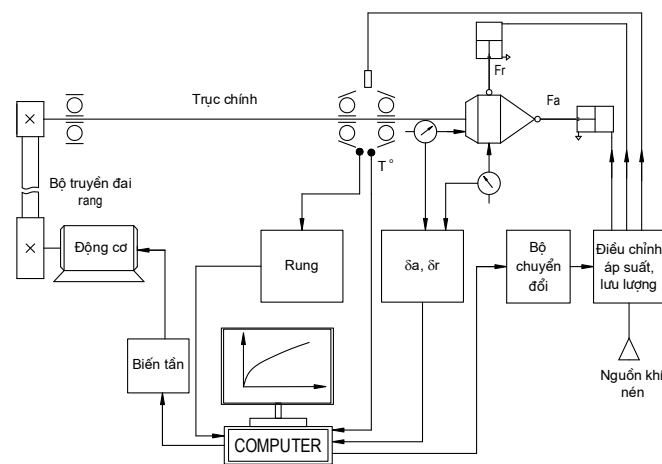 Fr
Trục chính
Fa
T°
Bộ truyền đai
rang
Động cơ
Rung
δa, δr
Bộ
chuyển
đổi
Điều chỉnh
áp suất,
lưu lượng
Biến tần
Nguồn khí
nén
COMPUTER